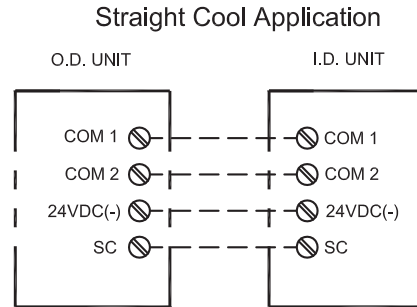 Straight Cool Application
O.D. UNIT I.D. UNIT
COM 1 COM 1
COM 2 COM 2
24VDC(-) 24VDC(-)
SC SC